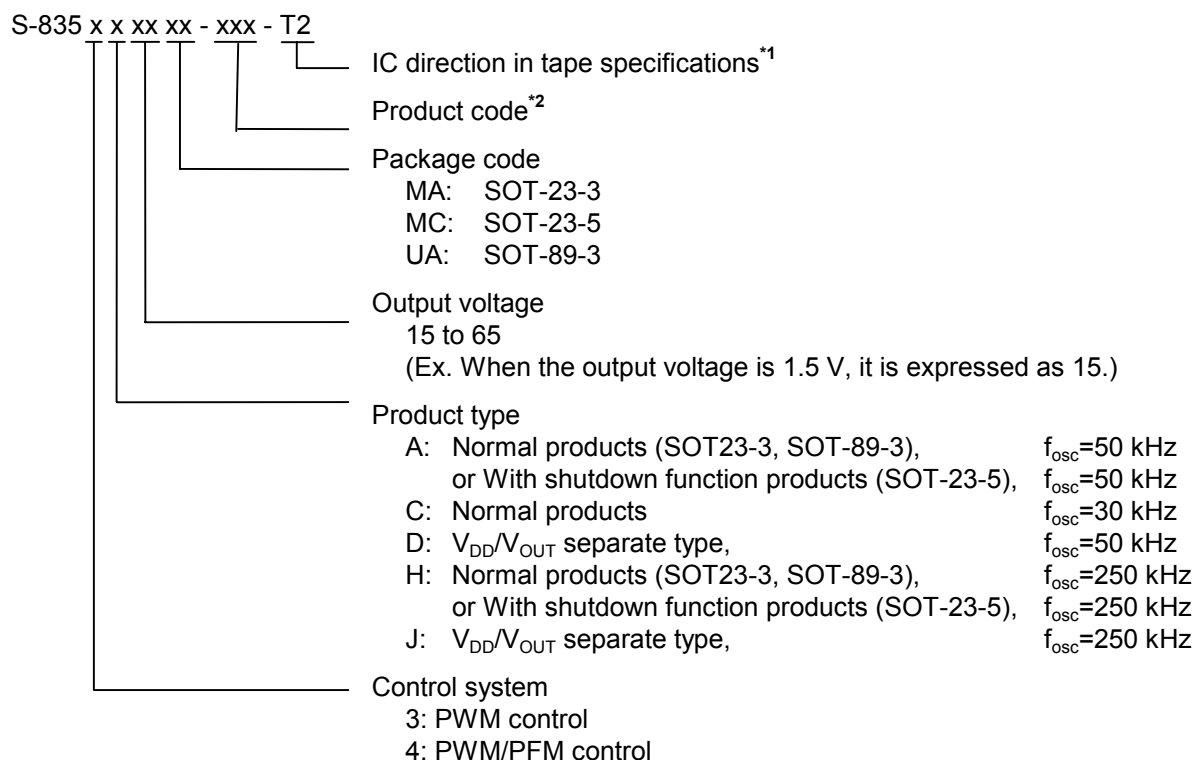 S-835 x x xx xx - xxx - T2
IC direction in tape specifications*1
Product code*2
Package code
MA: SOT-23-3
MC: SOT-23-5
UA: SOT-89-3
Output voltage
15 to 65
(Ex. When the output voltage is 1.5 V, it is expressed as 15.)
Product type
A: Normal products (SOT23-3, SOT-89-3), fosc=50 kHz
or With shutdown function products (SOT-23-5), fosc=50 kHz
C: Normal products fosc=30 kHz
D: VDD/VOUT separate type, fosc=50 kHz
H: Normal products (SOT23-3, SOT-89-3), fosc=250 kHz
or With shutdown function products (SOT-23-5), fosc=250 kHz
J: VDD/VOUT separate type, fosc=250 kHz
Control system
3: PWM control
4: PWM/PFM control